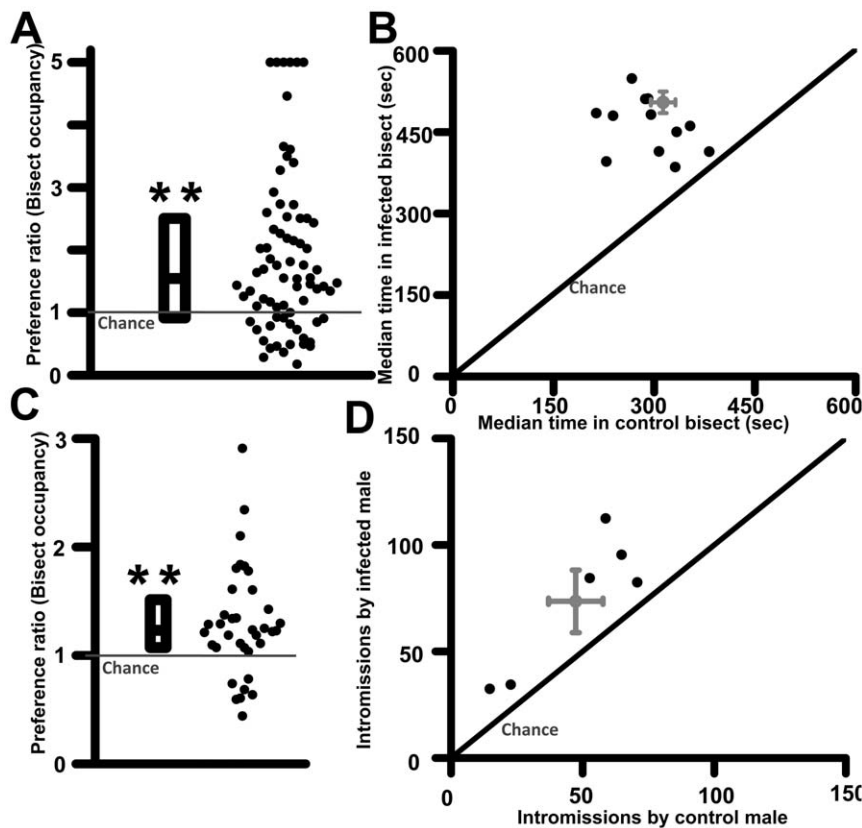 A
Preference ratio (Bisect occupancy)
5
3
1
0
**
Chance
B
Median time in infected bisect (sec)
600
450
300
150
0
Chance
0 150 300 450 600
Median time in control bisect (sec)
C
Preference ratio (Bisect occupancy)
3
2
1
0
**
Chance
D
Intromissions by infected male
150
100
50
0
Chance
0 50 100 150
Intromissions by control male